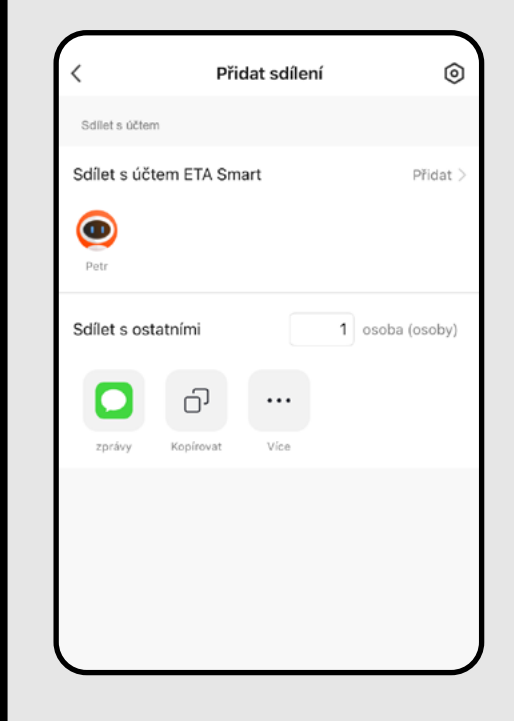 Přidat sdílení
Sdílet s účtem
Sdílet s účtem ETA Smart
Přidat
Petr
Sdílet s ostatními
1 osoba (osoby)
zprávy Kopírovat Více